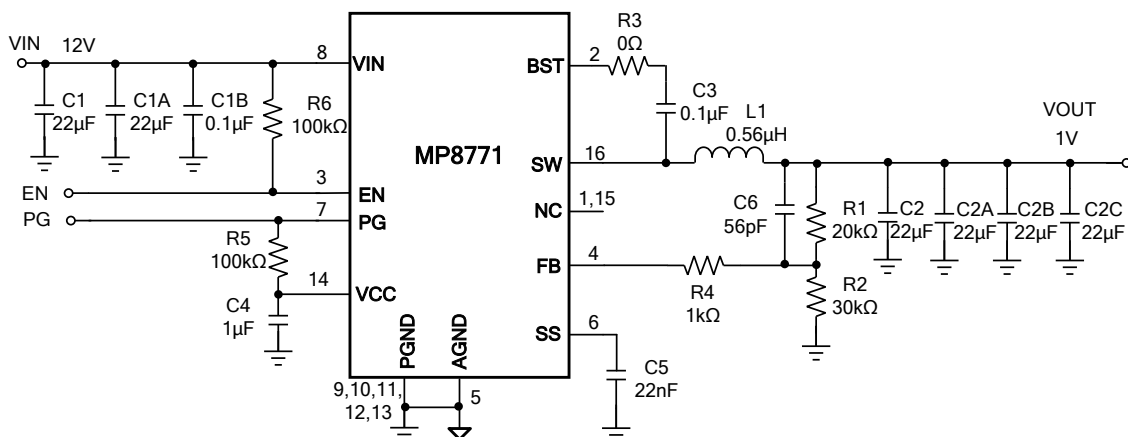 VIN
12V
C1
22µF
C1A
22µF
C1B
0.1µF
R6
100kΩ
8
VIN
EN
3
EN
PG
7
PG
R5
100kΩ
14
VCC
C4
1µF
MP8771
PGND
AGND
9,10,11,
12,13
5
BST
2
R3
0Ω
C3
0.1µF
L1
0.56µH
SW
16
NC
1,15
FB
4
R4
1kΩ
SS
6
C5
22nF
C6
56pF
R1
20kΩ
R2
30kΩ
C2
22µF
C2A
22µF
C2B
22µF
C2C
22µF
VOUT
1V